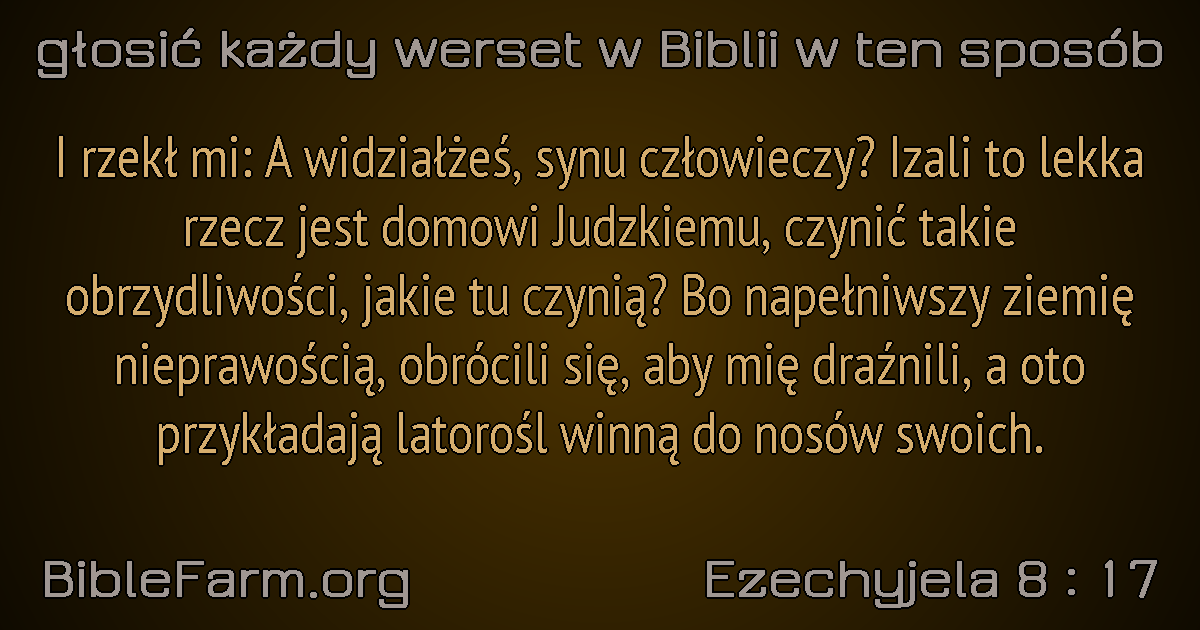 głosić każdy werset w Biblii w ten sposób
I rzekł mi: A widziałżeś, synu człowieczy? Izali to lekka
rzecz jest domowi Judzkiemu, czynić takie
obrzydliwości, jakie tu czynią? Bo napełniwszy ziemię
nieprawością, obrócili się, aby mię draźnili, a oto
przykładają latorośl winną do nosów swoich.
BibleFarm.org
Ezechyjela 8 : 17